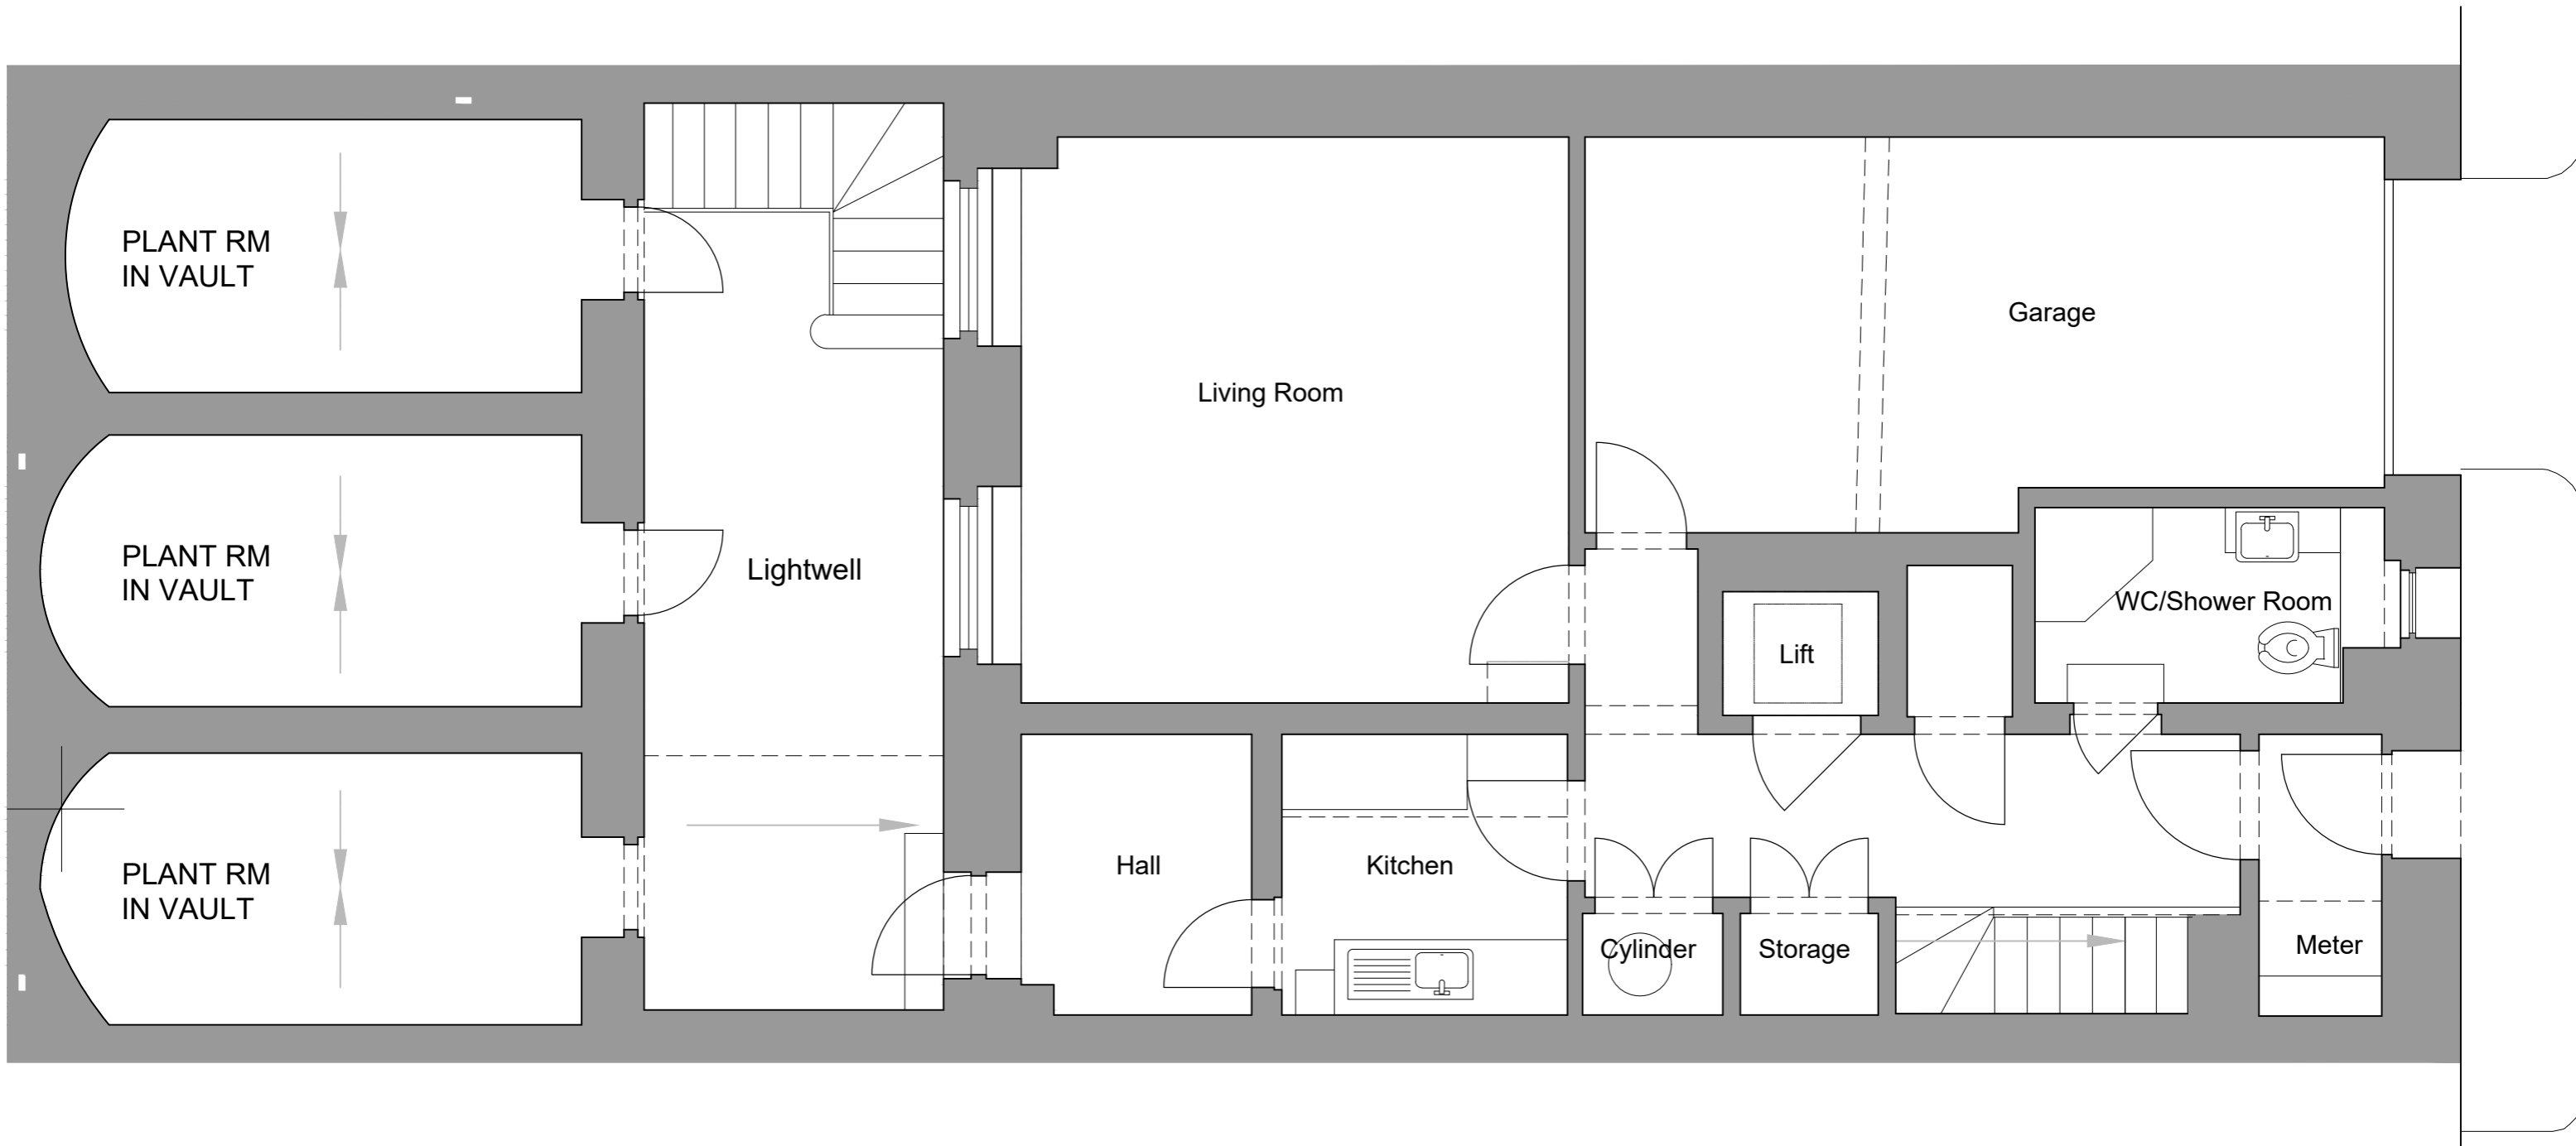 PLANT RM
IN VAULT
PLANT RM
IN VAULT
PLANT RM
IN VAULT
Lightwell
Living Room
Garage
Lift
WC/Shower Room
Hall
Kitchen
Cylinder
Storage
Meter